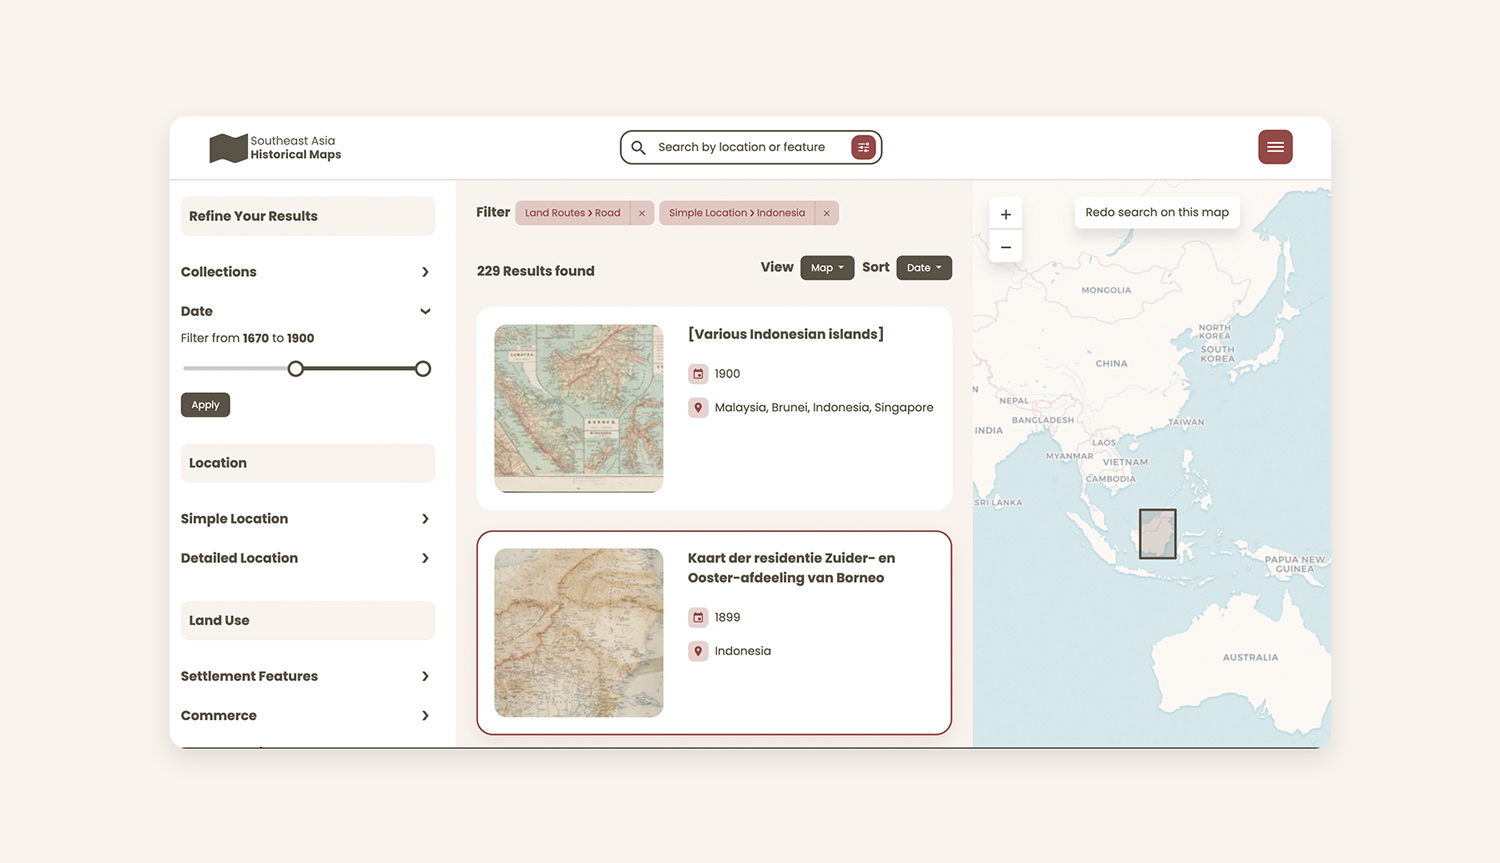 Southeast Asia
Historical Maps
Search by location or feature
Refine Your Results
Collections
Date
Filter from 1670 to 1900
Apply
Location
Simple Location
Detailed Location
Land Use
Settlement Features
Commerce
Filter
Land Routes › Road ×
Simple Location › Indonesia ×
229 Results found
View
Map
Sort
Date
[Various Indonesian islands]
1900
Malaysia, Brunei, Indonesia, Singapore
BORNEO
Kaart der residentie Zuider- en
Ooster-afdeeling van Borneo
1899
Indonesia
+
−
Redo search on this map
MONGOLIA
NORTH
KOREA
SOUTH
KOREA
CHINA
N
NEPAL
BANGLADESH
INDIA
TAIWAN
LAOS
MYANMAR
VIETNAM
CAMBODIA
SRI LANKA
PAPUA NEW
GUINEA
AUSTRALIA